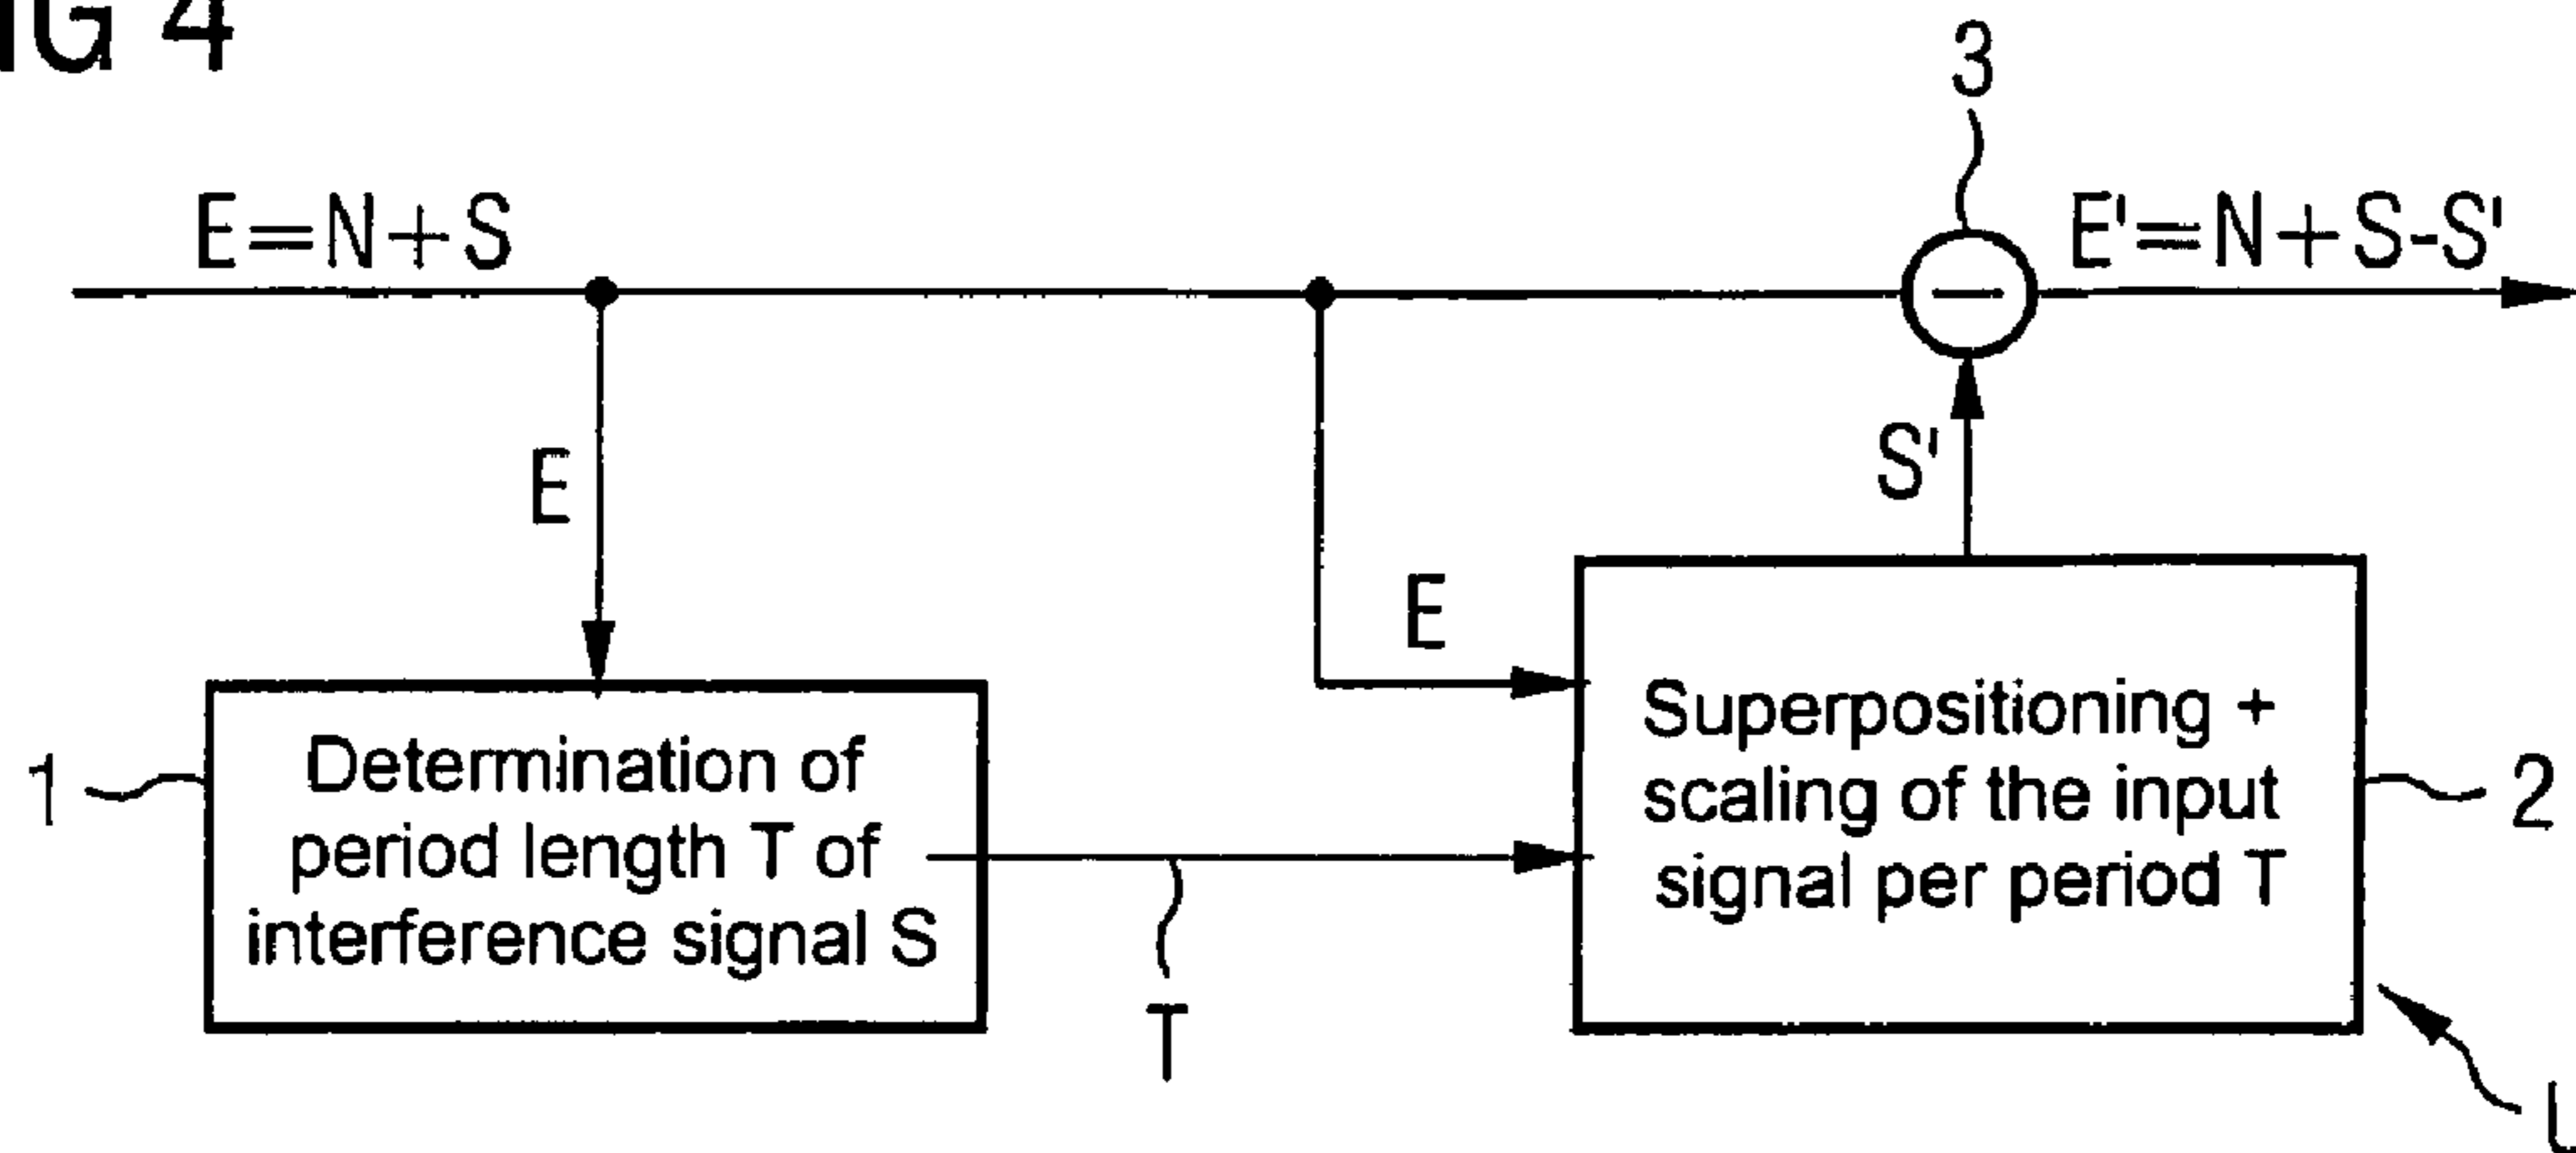 IG 4
3
E=N+S
E'=N+S-S'
E
S'
E
1
Determination of
period length T of
interference signal S
Superpositioning +
scaling of the input
signal per period T
2
T